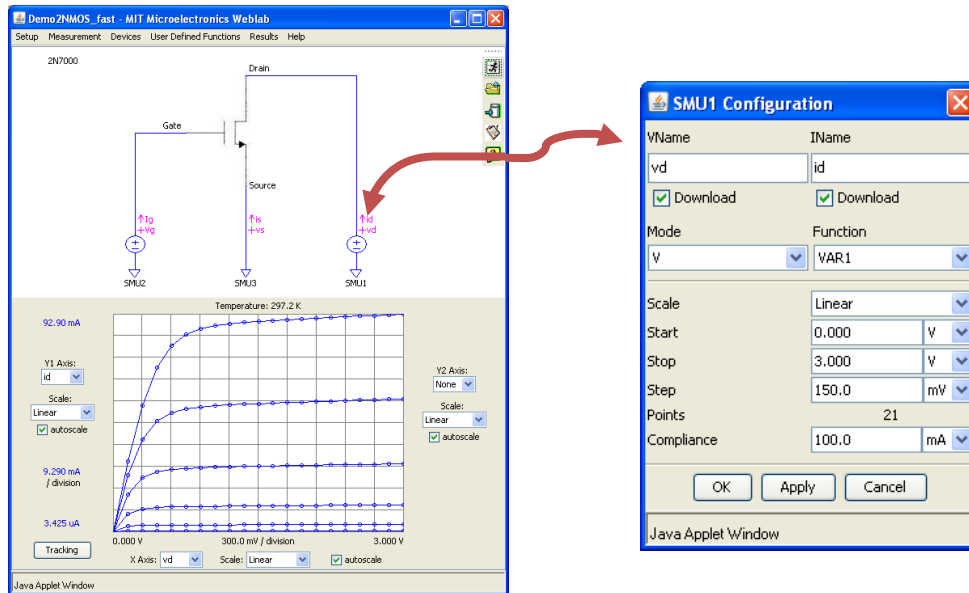 Demo2NMOS_fast - MIT Microelectronics Weblab
Setup Measurement Devices User Defined Functions Results Help
2N7000
Drain
Gate
Source
↑Ig
+Vg
↑is
+vs
↑id
+vd
SMU2
SMU3
SMU1
Temperature: 297.2 K
92.90 mA
Y1 Axis:
id
Scale:
Linear
autoscale
9.290 mA
/ division
3.425 uA
Tracking
Y2 Axis:
None
Scale:
Linear
autoscale
0.000 V 300.0 mV / division 3.000 V
X Axis: vd Scale: Linear autoscale
Java Applet Window
SMU1 Configuration
VName IName
vd id
Download Download
Mode Function
V VAR1
Scale Linear
Start 0.000 V
Stop 3.000 V
Step 150.0 mV
Points 21
Compliance 100.0 mA
OK Apply Cancel
Java Applet Window